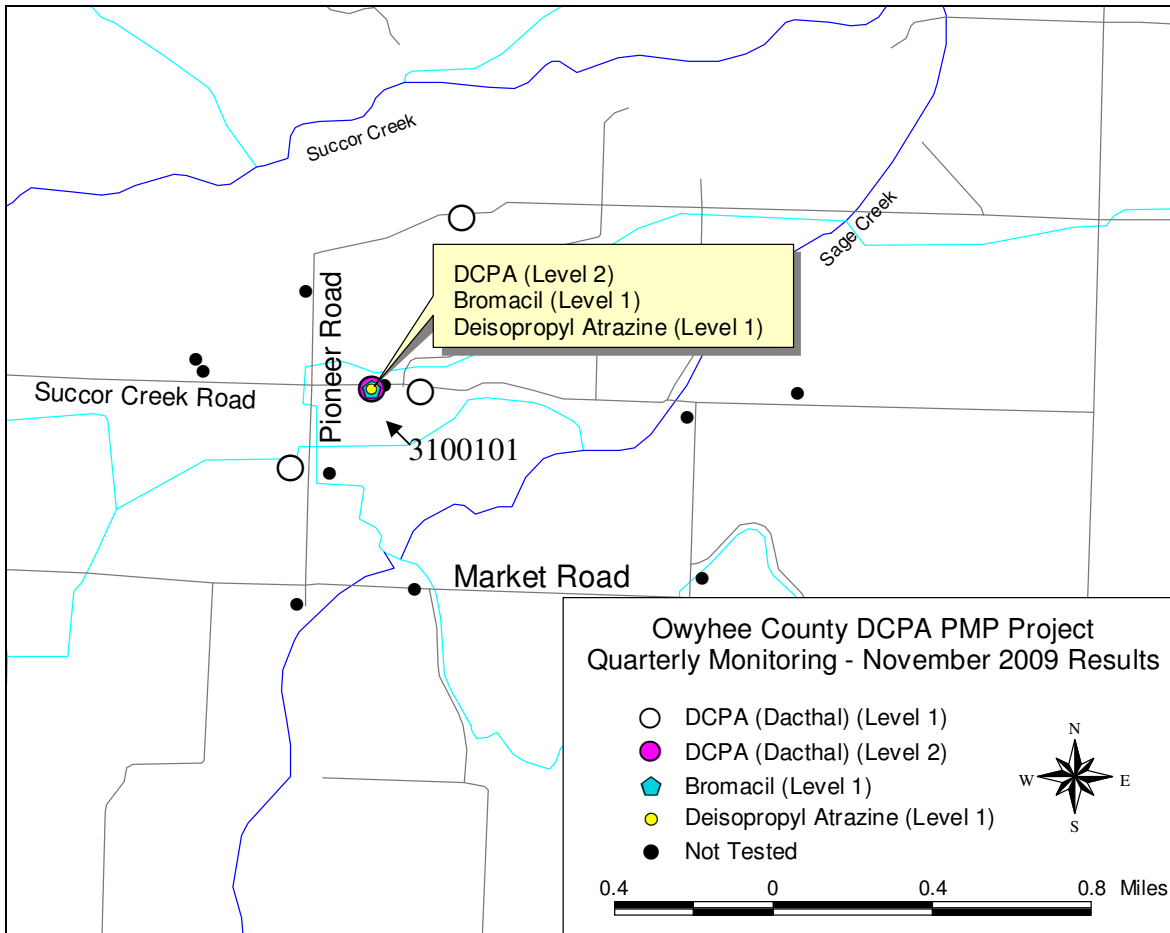 Succor Creek
Sage Creek
DCPA (Level 2)
Bromacil (Level 1)
Deisopropyl Atrazine (Level 1)
Pioneer Road
Succor Creek Road
3100101
Market Road
Owyhee County DCPA PMP Project
Quarterly Monitoring - November 2009 Results
DCPA (Dacthal) (Level 1)
DCPA (Dacthal) (Level 2)
Bromacil (Level 1)
Deisopropyl Atrazine (Level 1)
Not Tested
N
W E
S
0.4 0 0.4 0.8 Miles